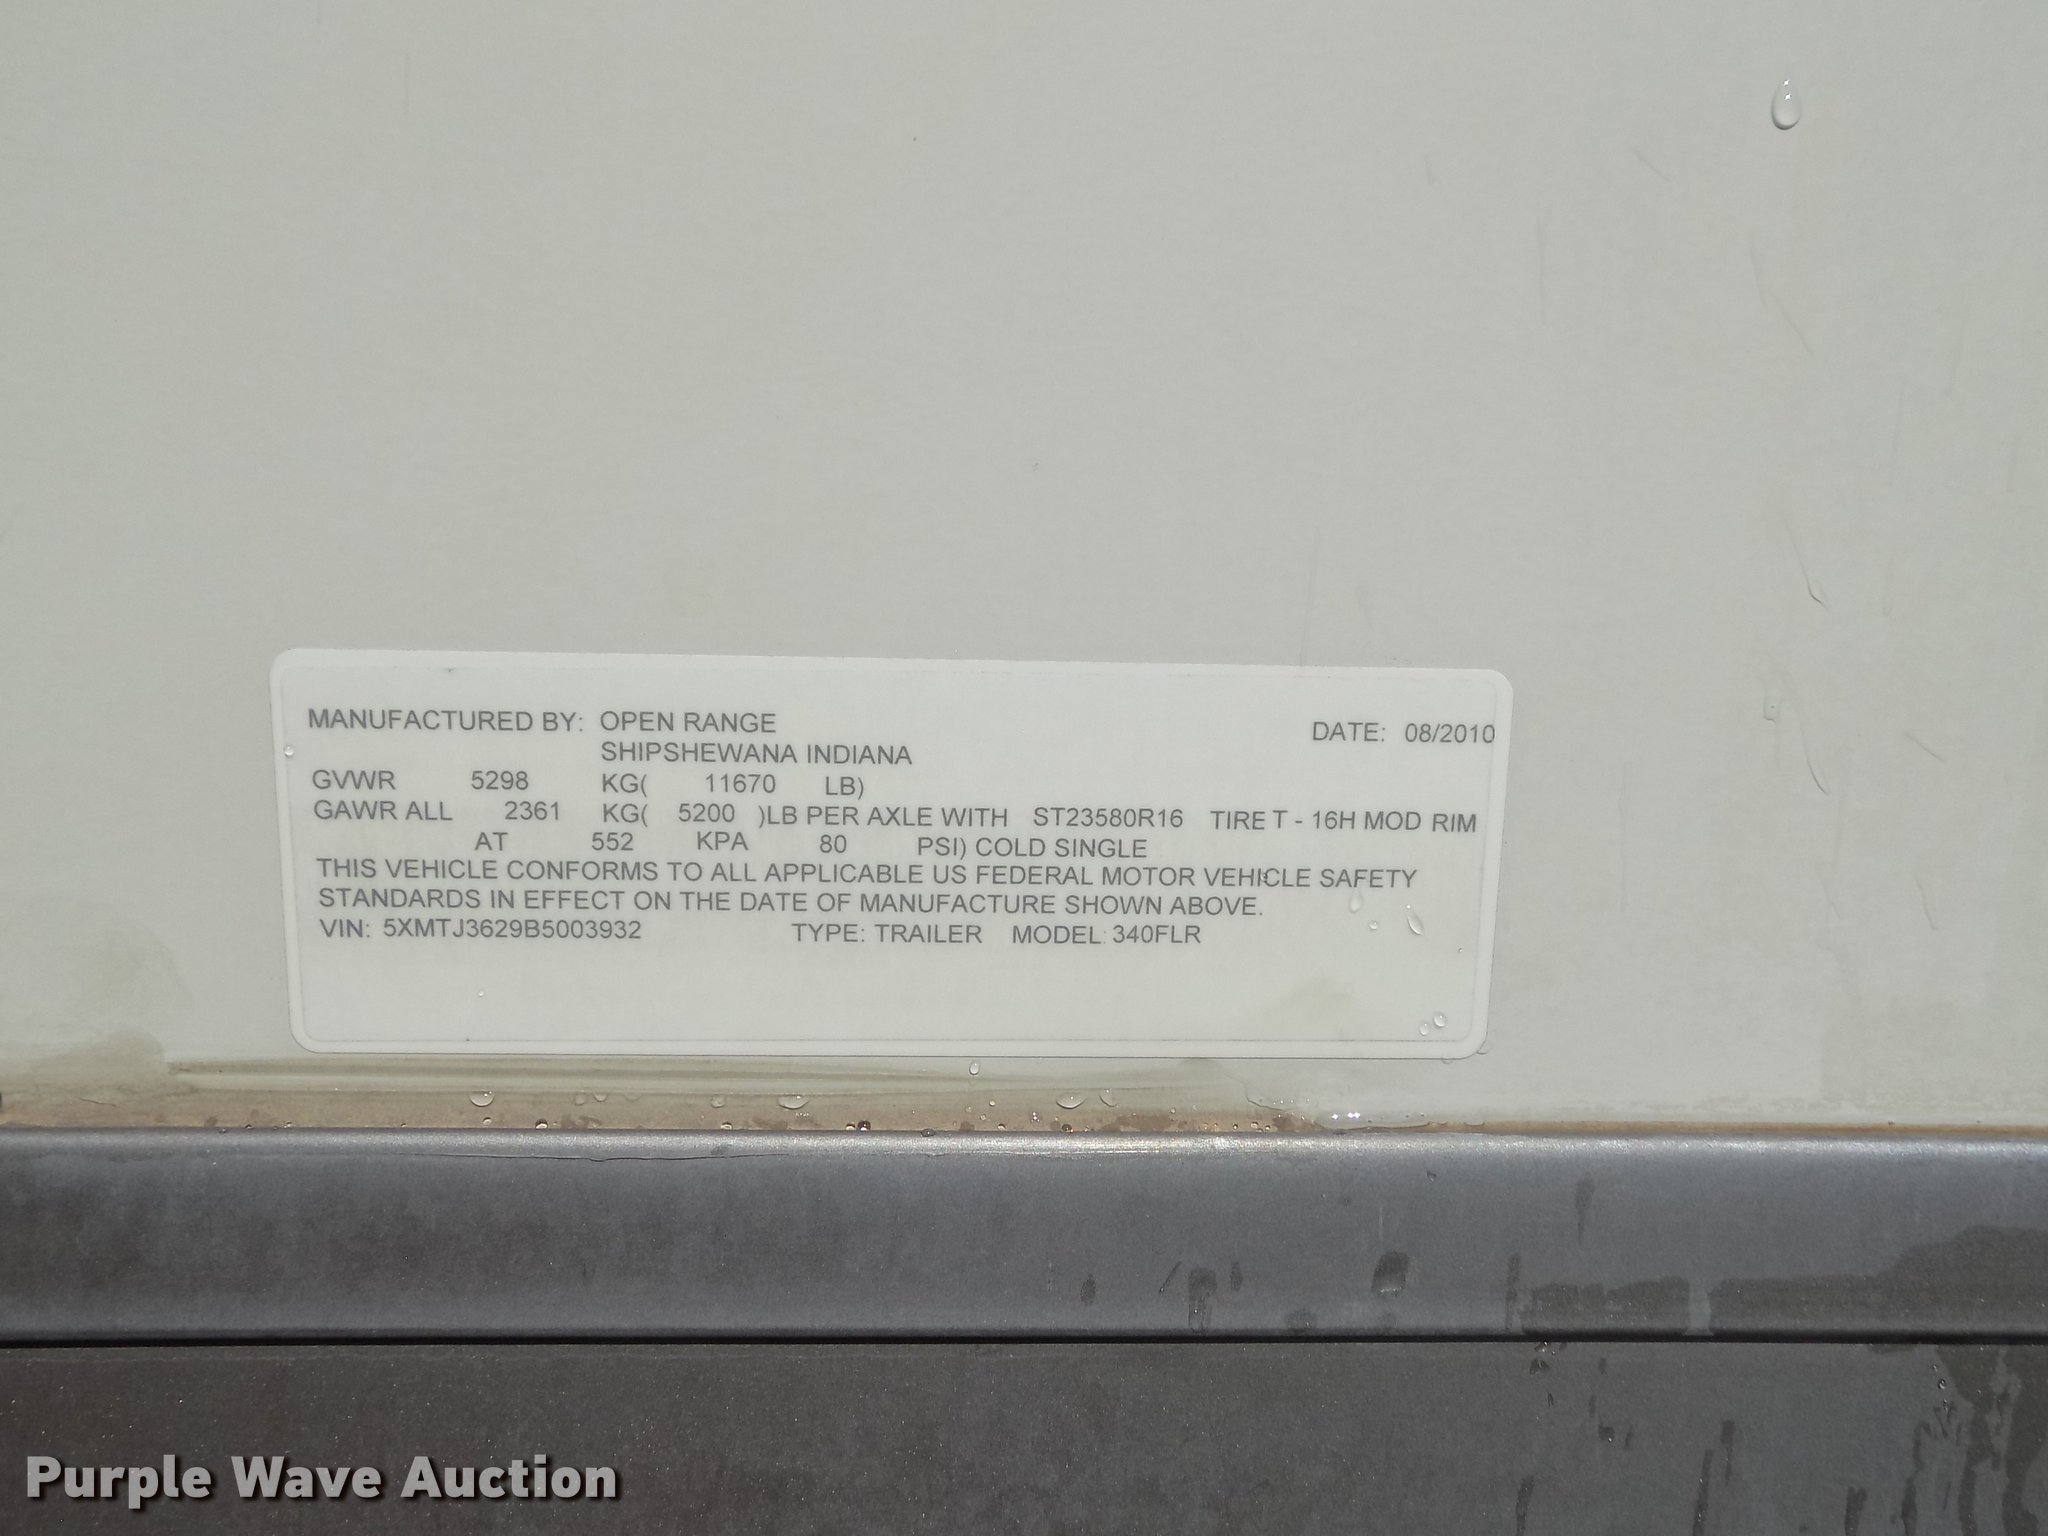 MANUFACTURED BY: OPEN RANGE DATE: 08/2010
SHIPSHEWANA INDIANA
GVWR 5298 KG( 11670 LB)
GAWR ALL 2361 KG( 5200 )LB PER AXLE WITH ST23580R16 TIRE T - 16H MOD RIM
AT 552 KPA 80 PSI) COLD SINGLE
THIS VEHICLE CONFORMS TO ALL APPLICABLE US FEDERAL MOTOR VEHICLE SAFETY
STANDARDS IN EFFECT ON THE DATE OF MANUFACTURE SHOWN ABOVE.
VIN: 5XMTJ3629B5003932 TYPE: TRAILER MODEL: 340FLR
Purple Wave Auction